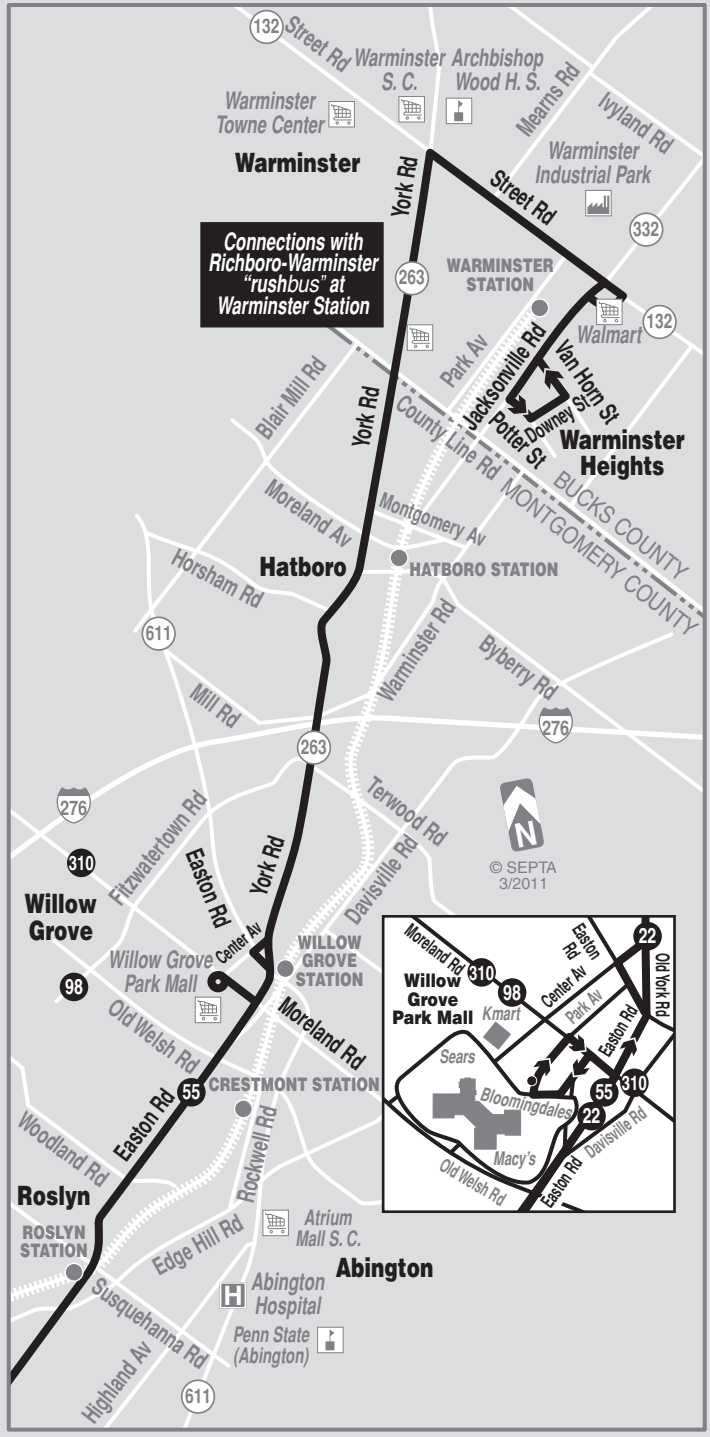 132
Street Rd
Warminster
S. C.
Archbishop
Wood H. S.
Mearns Rd
Ivyland Rd
Warminster
Towne Center
Warminster
Warminster
Industrial Park
York Rd
Street Rd
332
Connections with
Richboro-Warminster
“rushbus” at
Warminster Station
263
WARMINSTER
STATION
132
Walmart
Park Av
Jacksonville Rd
Van Horn St
Downey St
Potter St
Warminster
Heights
Blair Mill Rd
York Rd
County Line Rd
BUCKS COUNTY
MONTGOMERY COUNTY
Moreland Av
Montgomery Av
Hatboro
HATBORO STATION
Horsham Rd
611
Warminster Rd
Byberry Rd
Mill Rd
276
263
276
Terwood Rd
N
© SEPTA
3/2011
310
Fitzwatertown Rd
Easton Rd
York Rd
Davisville Rd
Willow
Grove
Center Av
98
Willow Grove
Park Mall
WILLOW
GROVE
STATION
Old Welsh Rd
Moreland Rd
55
CRESTMONT STATION
Easton Rd
Woodland Rd
Rockwell Rd
Roslyn
ROSLYN
STATION
Edge Hill Rd
Atrium
Mall S. C.
Abington
H
Abington
Hospital
Susquehanna Rd
Penn State
(Abington)
Highland Av
611
Moreland Rd
310
98
Easton
Rd
22
Old York Rd
Center Av
Park Av
Willow
Grove
Park Mall
Kmart
Easton Rd
Sears
Bloomingdales
55
310
22
Davisville Rd
Macy's
Old Welsh Rd
Easton Rd